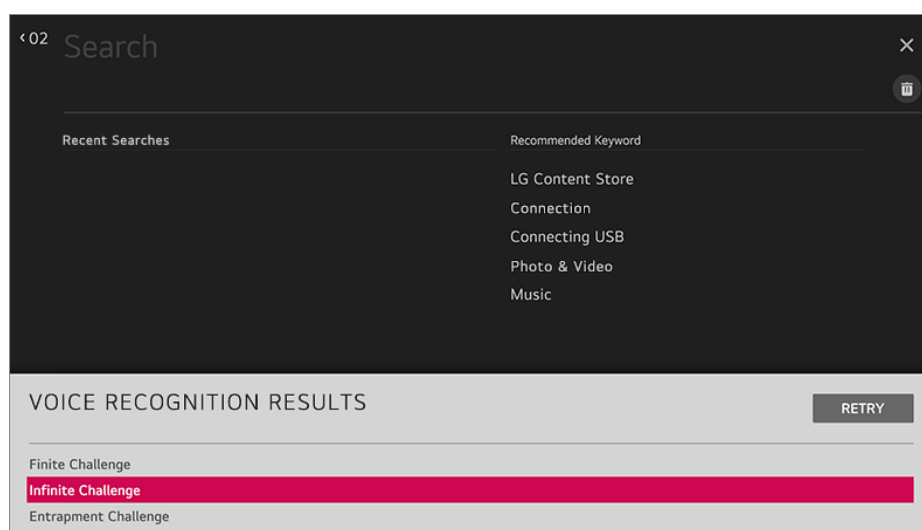 ‹ 02
Search
Recent Searches
Recommended Keyword
LG Content Store
Connection
Connecting USB
Photo & Video
Music
VOICE RECOGNITION RESULTS
RETRY
Finite Challenge
Infinite Challenge
Entrapment Challenge